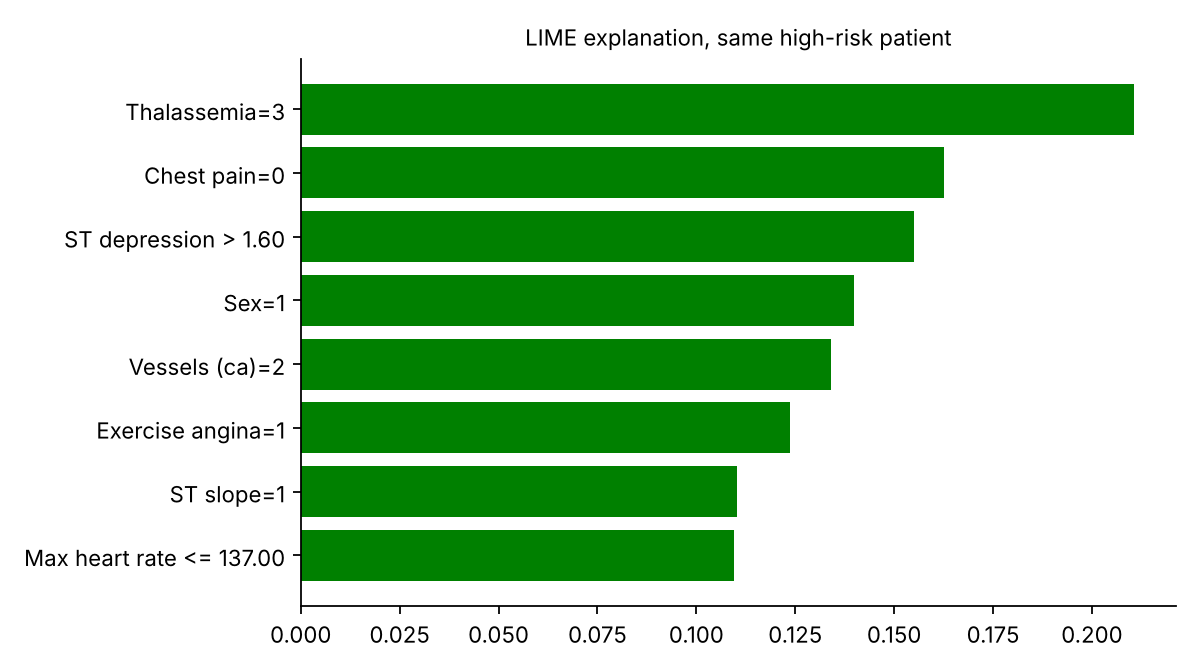 LIME explanation, same high-risk patient
Thalassemia=3
Chest pain=0
ST depression > 1.60
Sex=1
Vessels (ca)=2
Exercise angina=1
ST slope=1
Max heart rate <= 137.00
0.000 0.025 0.050 0.075 0.100 0.125 0.150 0.175 0.200